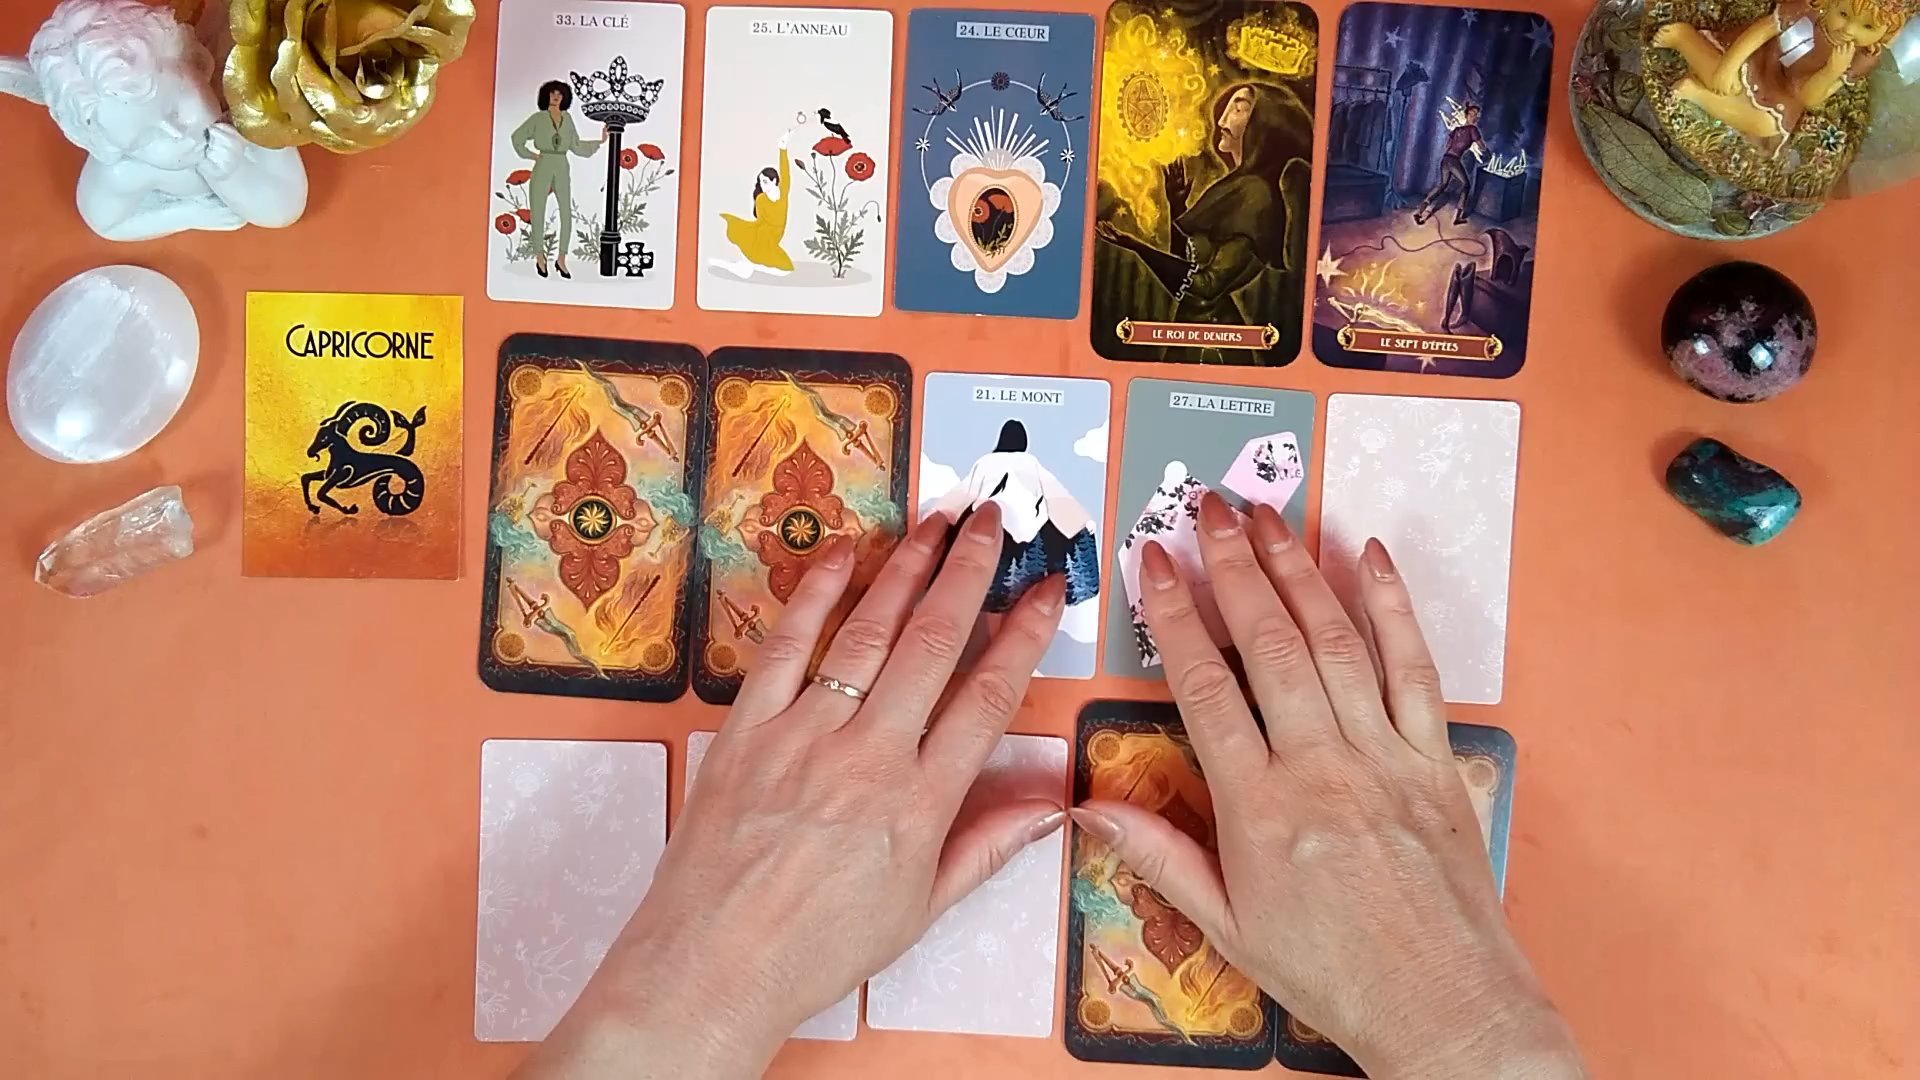 33. LA CLÉ
25. L'ANNEAU
24. LE CŒUR
LE ROI DE DENIERS
LE SEPT D'ÉPÉES
CAPRICORNE
21. LE MONT
27. LA LETTRE